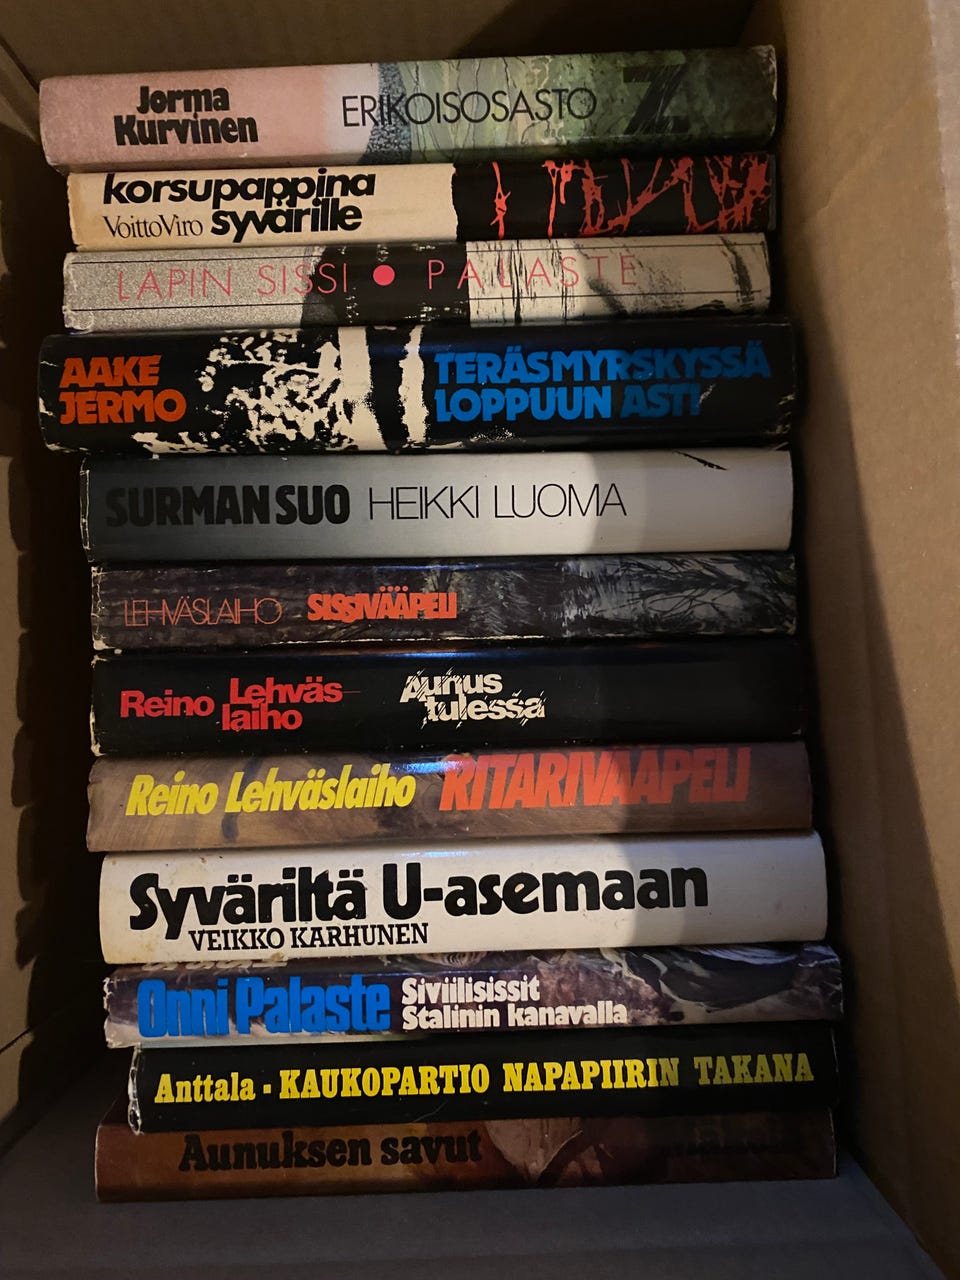 Jorma
Kurvinen
ERIKOISOSASTO Z
korsupappina
VoittoViro syvärille
LAPIN SISSI ● PALASTE
AAKE
JERMO
TERÄSMYRSKYSSÄ
LOPPUUN ASTI
SURMAN SUO HEIKKI LUOMA
LEHVÄSLAIHO SISSIVÄÄPELI
Reino Lehväs
laiho
Aunus
tulessa
Reino Lehväslaiho RITARIVÄÄPELI
Syväriltä U-asemaan
VEIKKO KARHUNEN
Onni Palaste
Siviilisissit
Stalinin kanavalla
Anttala - KAUKOPARTIO NAPAPIIRIN TAKANA
Aunuksen savut